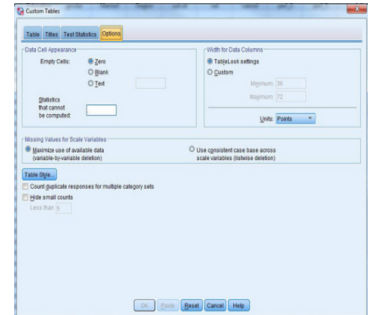 Custom Tables
Table Titles Test Statistics Options
Data Cell Appearance
Empty Cells: Zero
Blank
Text
Statistics
that cannot
be computed:
Width for Data Columns
TableLook settings
Custom
Minimum: 36
Maximum: 72
Units: Points
Missing Values for Scale Variables
Maximize use of available data
(variable-by-variable deletion)
Use consistent case base across
scale variables (listwise deletion)
Table Style...
Count duplicate responses for multiple category sets
Hide small counts
Less than: 5
OK Paste Reset Cancel Help